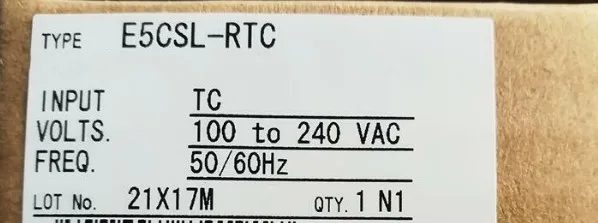 TYPE E5CSL-RTC
INPUT TC
VOLTS. 100 to 240 VAC
FREQ. 50/60Hz
LOT No. 21X17M QTY. 1 N1